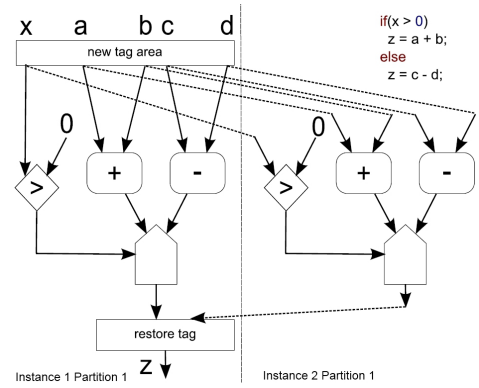 x a b c d
new tag area
if(x > 0)
z = a + b;
else
z = c - d;
0
0
> + -
> + -
restore tag
z
Instance 1 Partition 1
Instance 2 Partition 1